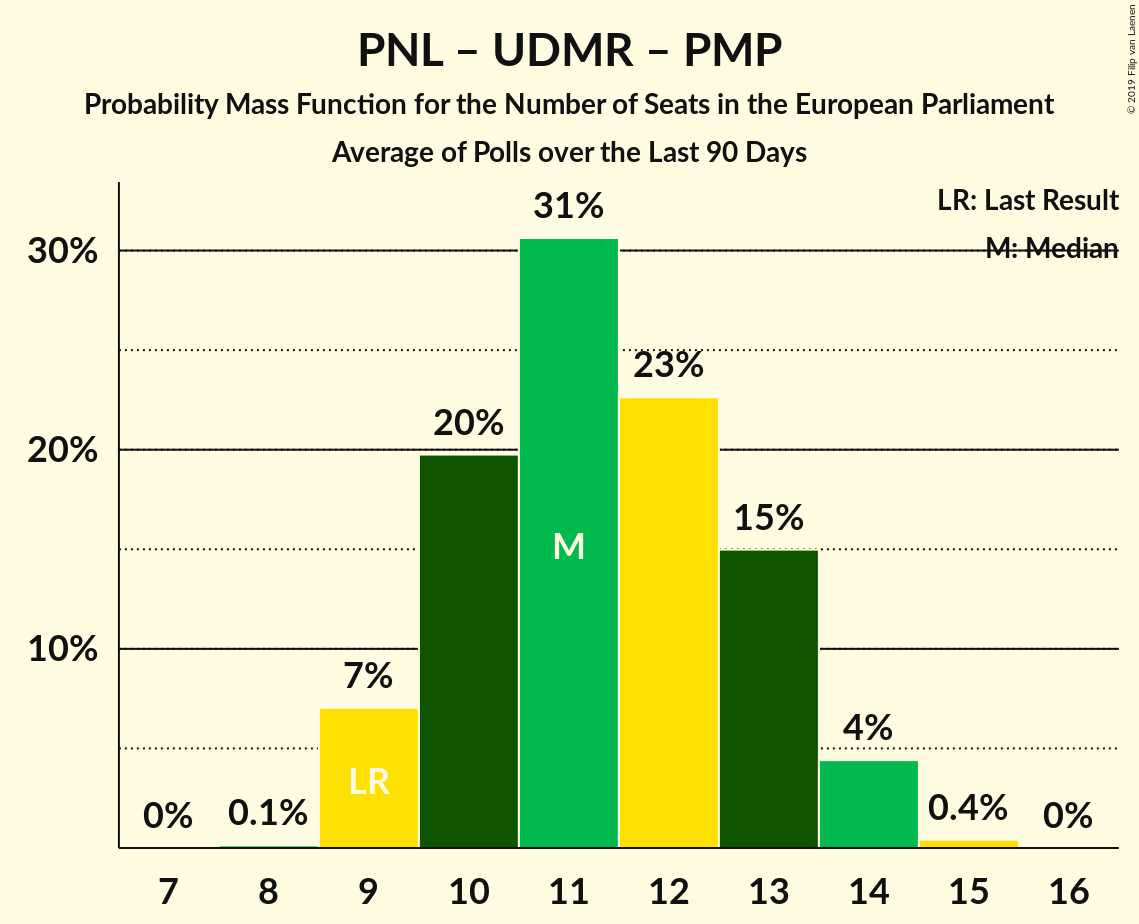 PNL – UDMR – PMP
Probability Mass Function for the Number of Seats in the European Parliament
Average of Polls over the Last 90 Days
© 2019 Filip van Laenen
LR: Last Result
M: Median
30%
20%
10%
0%
0.1%
7%
20%
31%
23%
15%
4%
0.4%
0%
LR
M
7 8 9 10 11 12 13 14 15 16